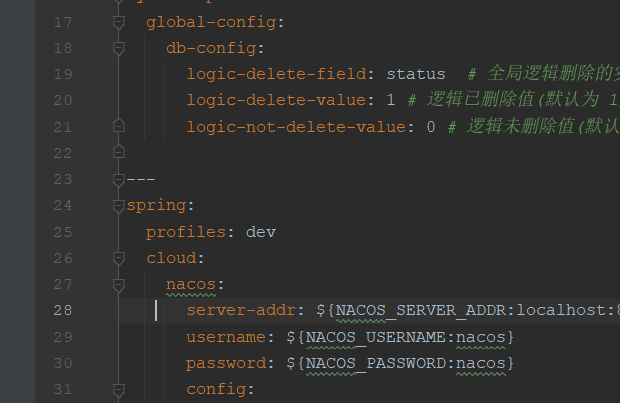 17 global-config:
18 db-config:
19 logic-delete-field: status # 全局逻辑删除的
20 logic-delete-value: 1 # 逻辑已删除值(默认为 1
21 logic-not-delete-value: 0 # 逻辑未删除值(默认
22
23 ---
24 spring:
25 profiles: dev
26 cloud:
27 nacos:
28 server-addr: ${NACOS_SERVER_ADDR:localhost:
29 username: ${NACOS_USERNAME:nacos}
30 password: ${NACOS_PASSWORD:nacos}
31 config: